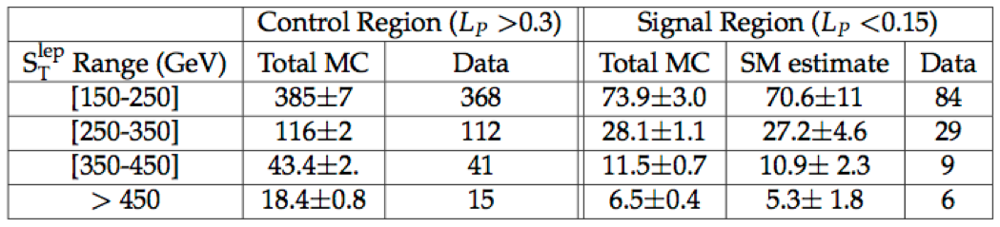 Control Region (L_P >0.3) Signal Region (L_P <0.15)
S_T^lep Range (GeV) Total MC Data Total MC SM estimate Data
[150-250] 385±7 368 73.9±3.0 70.6±11 84
[250-350] 116±2 112 28.1±1.1 27.2±4.6 29
[350-450] 43.4±2. 41 11.5±0.7 10.9± 2.3 9
> 450 18.4±0.8 15 6.5±0.4 5.3± 1.8 6